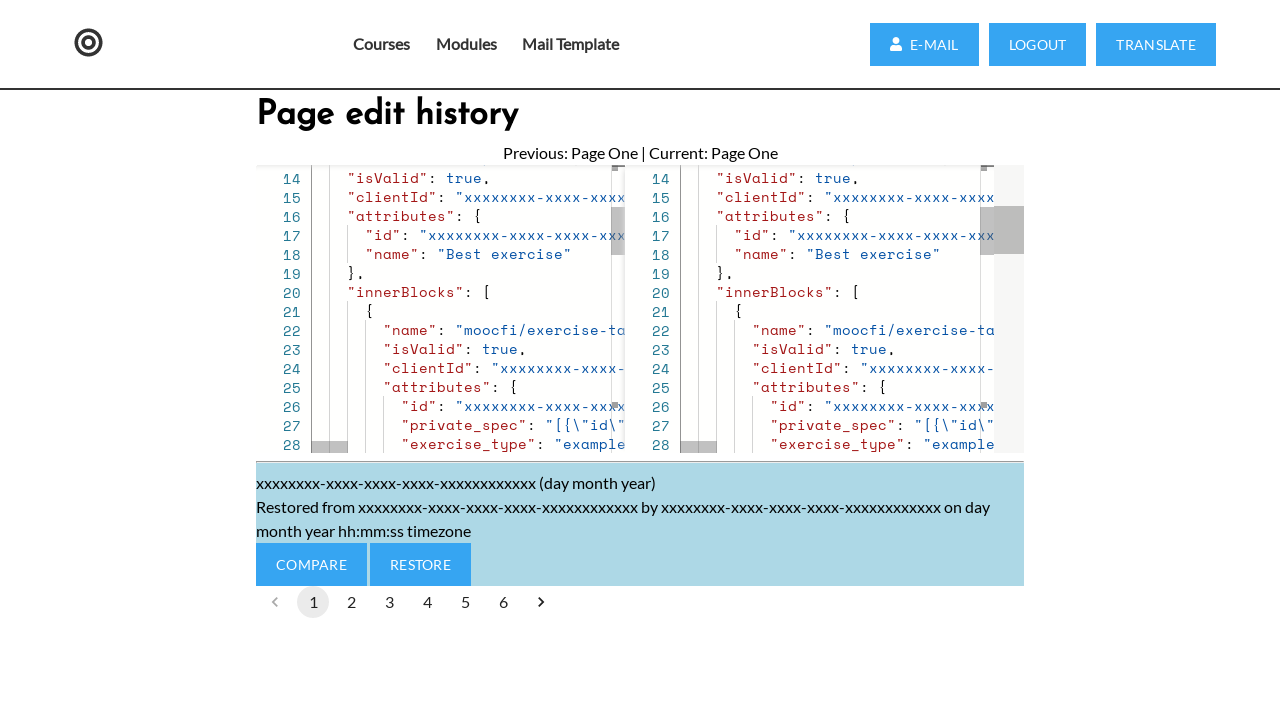 Courses Modules Mail Template E-MAIL LOGOUT TRANSLATE
Page edit history
Previous: Page One | Current: Page One
14 "isValid": true,
15 "clientId": "xxxxxxxx-xxxx-xxxx-xxxx
16 "attributes": {
17 "id": "xxxxxxxx-xxxx-xxxx-xxx
18 "name": "Best exercise"
19 },
20 "innerBlocks": [
21 {
22 "name": "moocfi/exercise-ta
23 "isValid": true,
24 "clientId": "xxxxxxxx-xxxx-
25 "attributes": {
26 "id": "xxxxxxxx-xxxx-xxxx
27 "private_spec": "[{\"id\"
28 "exercise_type": "example
14 "isValid": true,
15 "clientId": "xxxxxxxx-xxxx-xxxx-xxxx
16 "attributes": {
17 "id": "xxxxxxxx-xxxx-xxxx-xxx
18 "name": "Best exercise"
19 },
20 "innerBlocks": [
21 {
22 "name": "moocfi/exercise-ta
23 "isValid": true,
24 "clientId": "xxxxxxxx-xxxx-
25 "attributes": {
26 "id": "xxxxxxxx-xxxx-xxxx
27 "private_spec": "[{\"id\"
28 "exercise_type": "example
xxxxxxxx-xxxx-xxxx-xxxx-xxxxxxxxxxxx (day month year)
Restored from xxxxxxxx-xxxx-xxxx-xxxx-xxxxxxxxxxxx by xxxxxxxx-xxxx-xxxx-xxxx-xxxxxxxxxxxx on day
month year hh:mm:ss timezone
COMPARE RESTORE
1 2 3 4 5 6